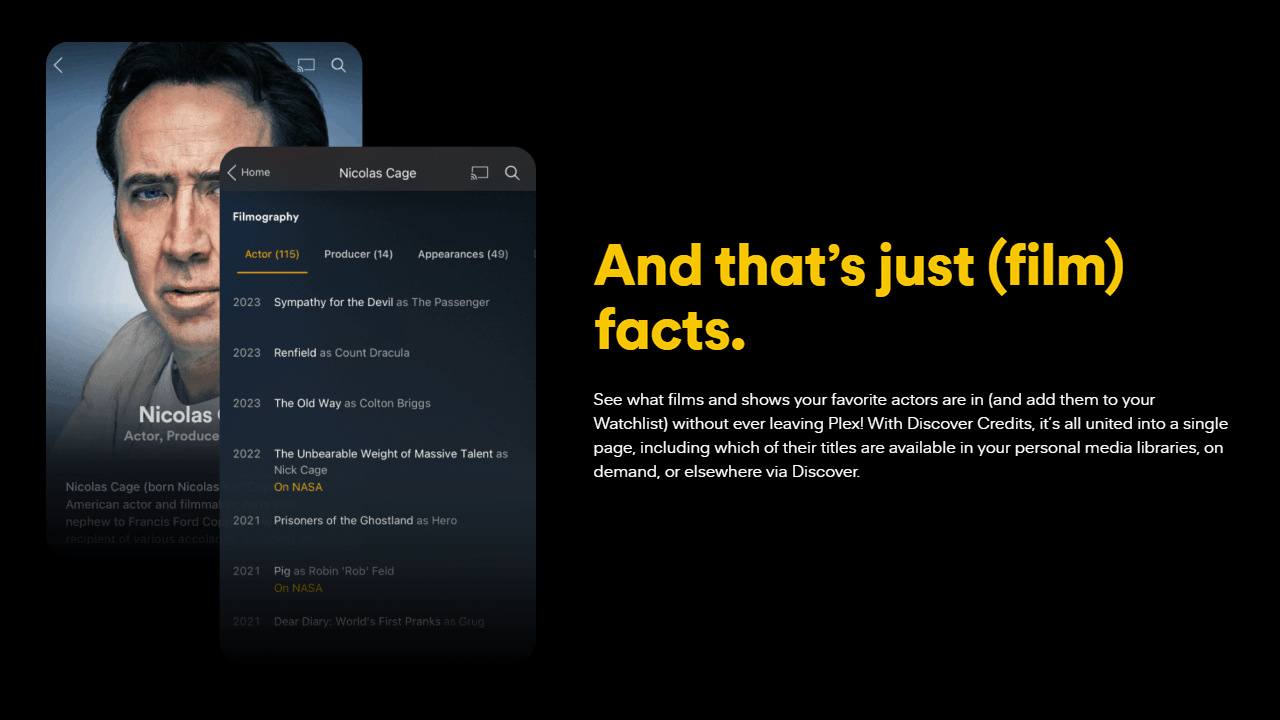 Nicolas
Actor, Produce
Nicolas Cage (born Nicolas
American actor and filmma
nephew to Francis Ford Cop
recipient of various accola
Home
Nicolas Cage
Filmography
Actor (115) Producer (14) Appearances (49)
2023 Sympathy for the Devil as The Passenger
2023 Renfield as Count Dracula
2023 The Old Way as Colton Briggs
2022 The Unbearable Weight of Massive Talent as
Nick Cage
On NASA
2021 Prisoners of the Ghostland as Hero
2021 Pig as Robin 'Rob' Feld
On NASA
2021 Dear Diary: World's First Pranks as Grug
And that’s just (film)
facts.
See what films and shows your favorite actors are in (and add them to your
Watchlist) without ever leaving Plex! With Discover Credits, it’s all united into a single
page, including which of their titles are available in your personal media libraries, on
demand, or elsewhere via Discover.